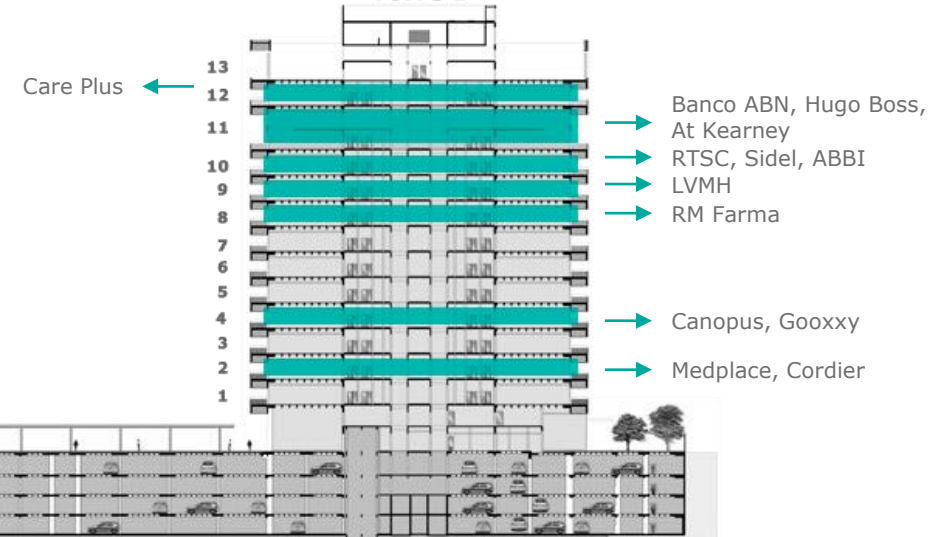 13
Care Plus
12
Banco ABN, Hugo Boss,
11
At Kearney
10
RTSC, Sidel, ABBI
9
LVMH
8
RM Farma
7
6
5
4
Canopus, Gooxxy
3
2
Medplace, Cordier
1